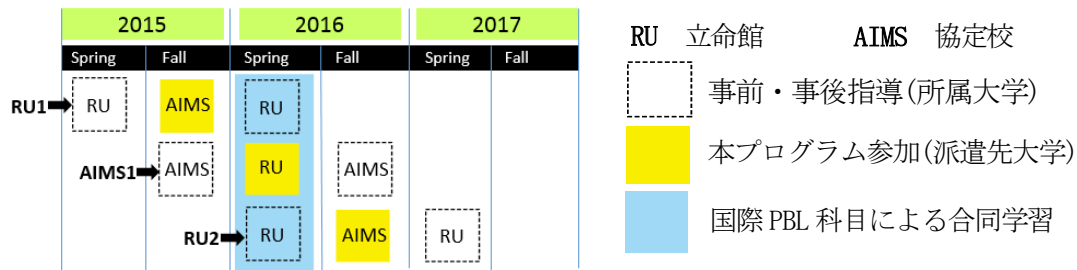 2015 2016 2017
Spring Fall Spring Fall Spring Fall
RU1 RU AIMS RU
AIMS1 AIMS RU AIMS
RU2 RU AIMS RU
RU 立命館 AIMS 協定校
事前・事後指導(所属大学)
本プログラム参加(派遣先大学)
国際 PBL 科目による合同学習